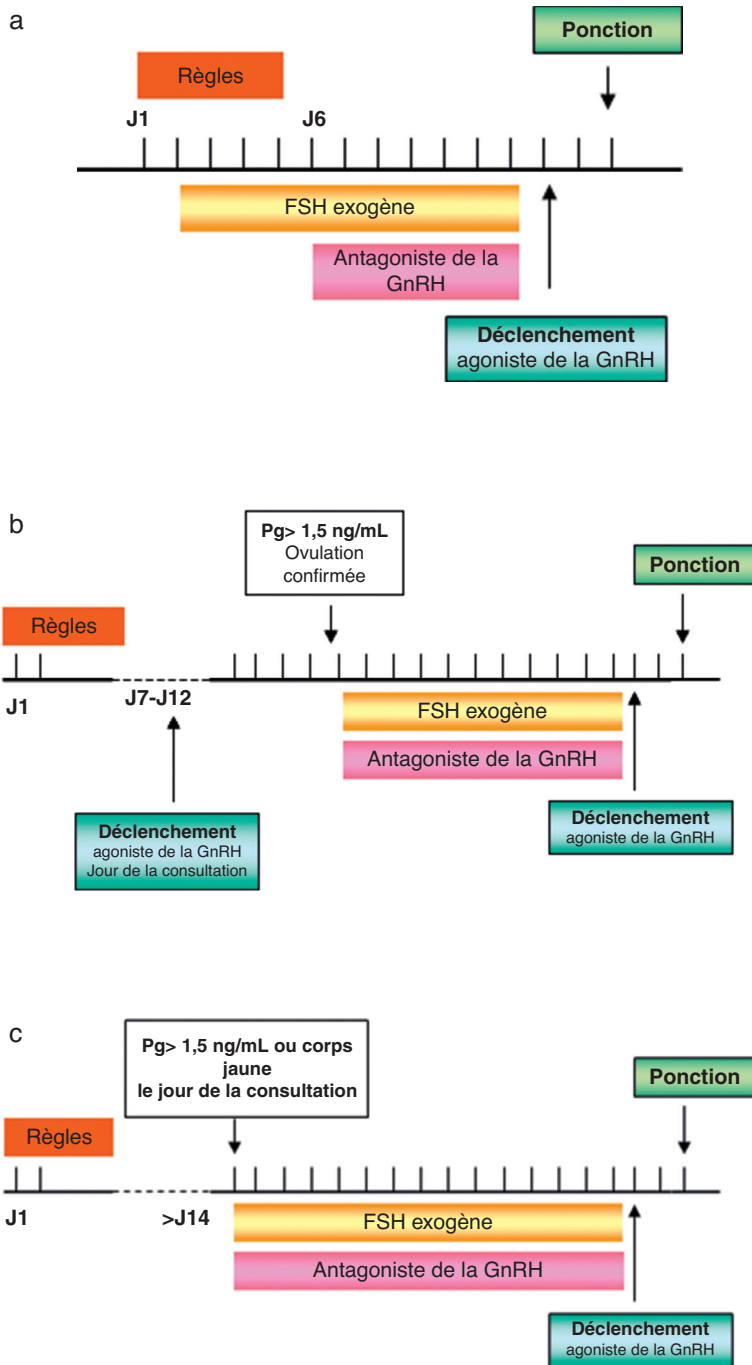 a
Ponction
Règles
J1
J6
FSH exogène
Antagoniste de la
GnRH
Déclenchement
agoniste de la GnRH
b
Pg> 1,5 ng/mL
Ovulation
confirmée
Ponction
Règles
J1
J7-J12
FSH exogène
Antagoniste de la GnRH
Déclenchement
agoniste de la GnRH
Jour de la consultation
Déclenchement
agoniste de la GnRH
c
Pg> 1,5 ng/mL ou corps
jaune
le jour de la consultation
Ponction
Règles
J1
>J14
FSH exogène
Antagoniste de la GnRH
Déclenchement
agoniste de la GnRH